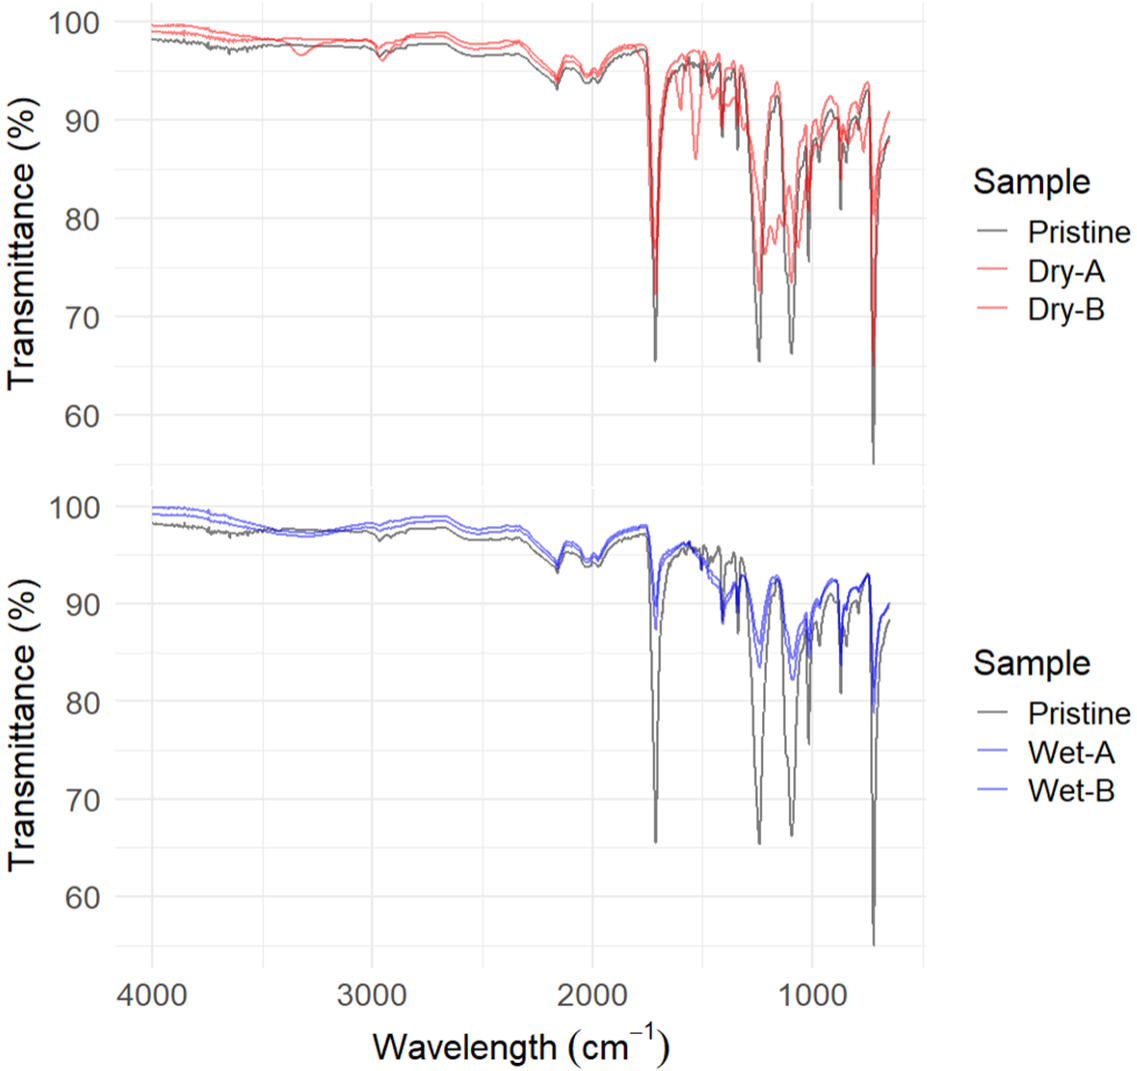 Transmittance (%)
100
90
80
70
60
Sample
Pristine
Dry-A
Dry-B
Transmittance (%)
100
90
80
70
60
Sample
Pristine
Wet-A
Wet-B
4000 3000 2000 1000
Wavelength (cm⁻¹)